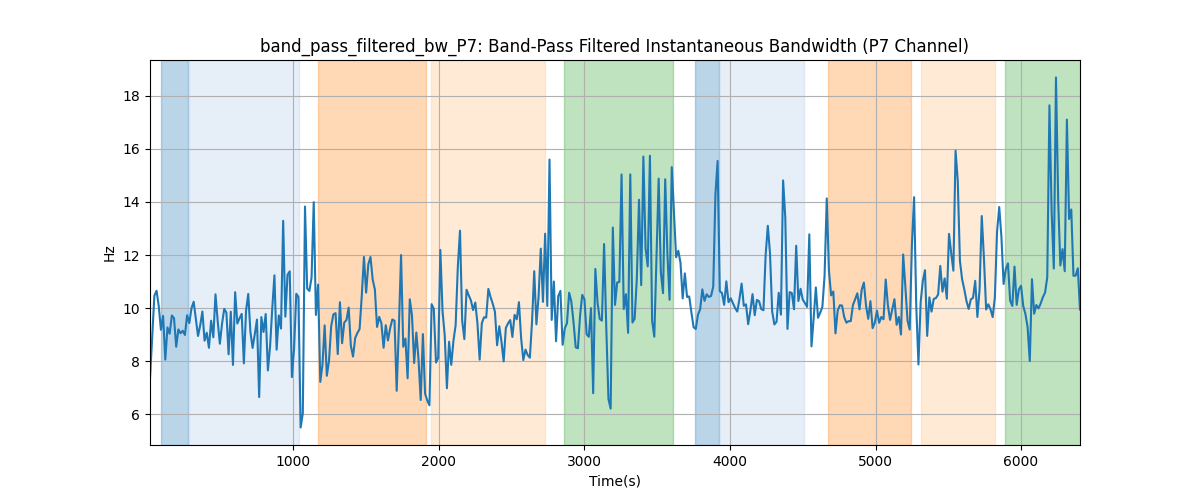 band_pass_filtered_bw_P7: Band-Pass Filtered Instantaneous Bandwidth (P7 Channel)
18
16
14
12
10
8
6
Hz
1000 2000 3000 4000 5000 6000
Time(s)